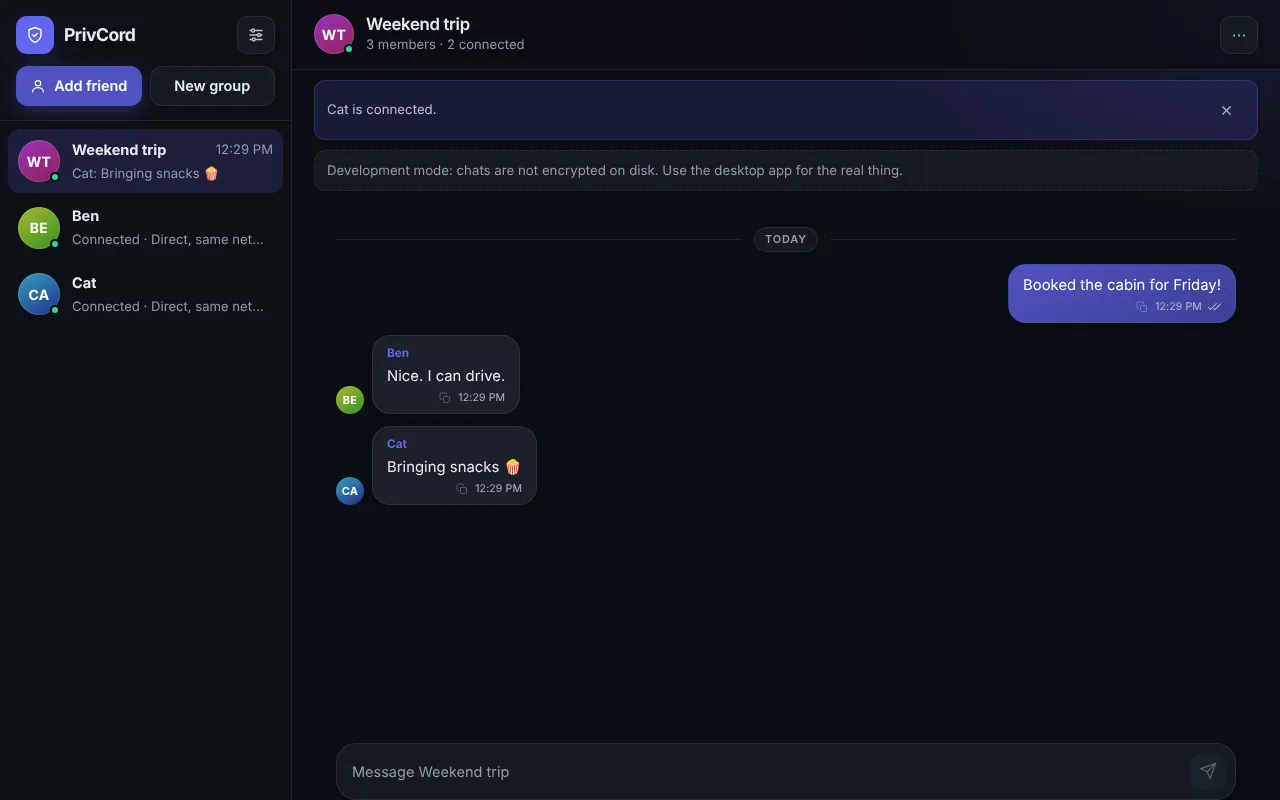 PrivCord
Add friend
New group
WT
Weekend trip
12:29 PM
Cat: Bringing snacks 🍿
BE
Ben
Connected · Direct, same net...
CA
Cat
Connected · Direct, same net...
WT
Weekend trip
3 members · 2 connected
Cat is connected.
Development mode: chats are not encrypted on disk. Use the desktop app for the real thing.
TODAY
Booked the cabin for Friday!
12:29 PM
Ben
Nice. I can drive.
BE
12:29 PM
Cat
Bringing snacks 🍿
CA
12:29 PM
Message Weekend trip